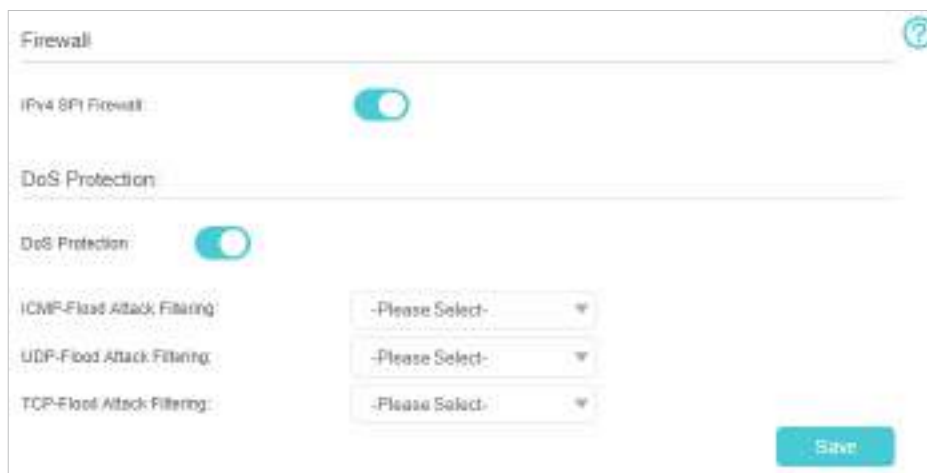 Firewall
?
IPv4 SPI Firewall:
DoS Protection
DoS Protection
ICMP-Flood Attack Filtering:
-Please Select-
UDP-Flood Attack Filtering:
-Please Select-
TCP-Flood Attack Filtering:
-Please Select-
Save